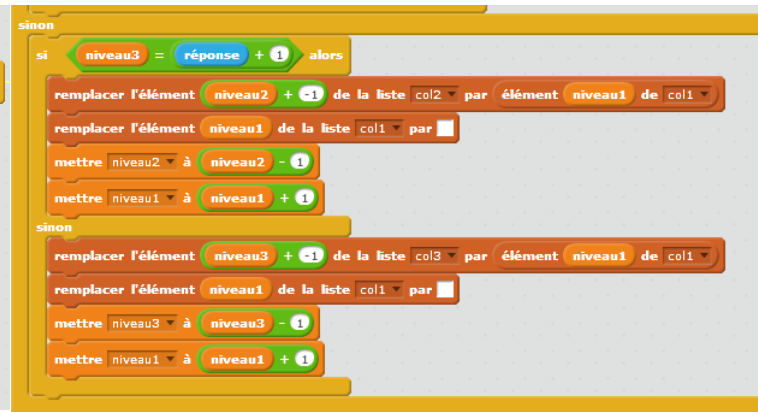 sinon
si niveau3 = réponse + 1 alors
remplacer l'élément niveau2 + -1 de la liste col2 par élément niveau1 de col1
remplacer l'élément niveau1 de la liste col1 par
mettre niveau2 à niveau2 - 1
mettre niveau1 à niveau1 + 1
sinon
remplacer l'élément niveau3 + -1 de la liste col3 par élément niveau1 de col1
remplacer l'élément niveau1 de la liste col1 par
mettre niveau3 à niveau3 - 1
mettre niveau1 à niveau1 + 1